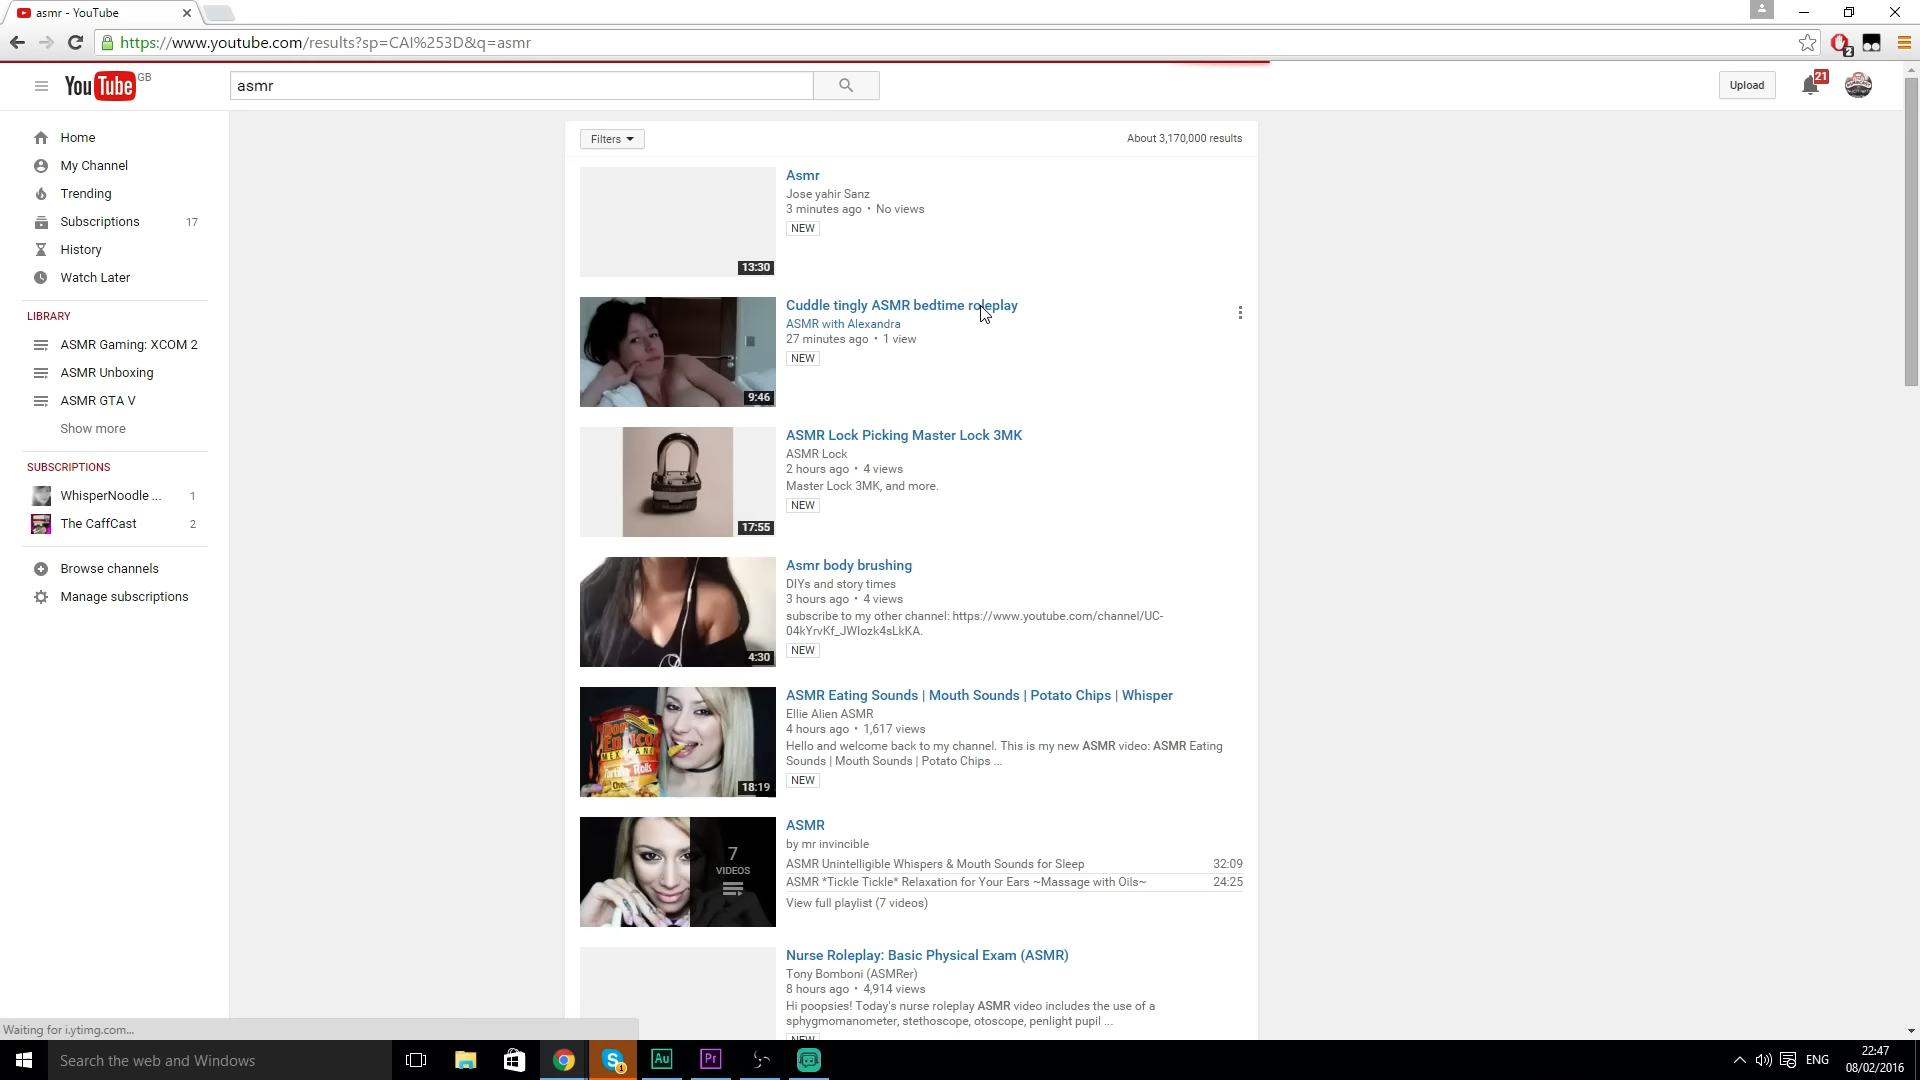 asmr - YouTube
https://www.youtube.com/results?sp=CAI%253D&q=asmr
2
YouTube GB
asmr
Upload
21
Home
My Channel
Trending
Subscriptions 17
History
Watch Later
LIBRARY
ASMR Gaming: XCOM 2
ASMR Unboxing
ASMR GTA V
Show more
SUBSCRIPTIONS
WhisperNoodle ... 1
The CaffCast 2
Browse channels
Manage subscriptions
Filters
About 3,170,000 results
Asmr
Jose yahir Sanz
3 minutes ago • No views
NEW
13:30
Cuddle tingly ASMR bedtime roleplay
ASMR with Alexandra
27 minutes ago • 1 view
NEW
9:46
ASMR Lock Picking Master Lock 3MK
ASMR Lock
2 hours ago • 4 views
Master Lock 3MK, and more.
NEW
17:55
Asmr body brushing
DIYs and story times
3 hours ago • 4 views
subscribe to my other channel: https://www.youtube.com/channel/UC-
04kYrvKf_JWIozk4sLkKA.
NEW
4:30
ASMR Eating Sounds | Mouth Sounds | Potato Chips | Whisper
Ellie Alien ASMR
4 hours ago • 1,617 views
Hello and welcome back to my channel. This is my new ASMR video: ASMR Eating
Sounds | Mouth Sounds | Potato Chips ...
NEW
Don
Enrico
Tortilla Rolls
18:19
ASMR
by mr invincible
ASMR Unintelligible Whispers & Mouth Sounds for Sleep 32:09
ASMR *Tickle Tickle* Relaxation for Your Ears ~Massage with Oils~ 24:25
View full playlist (7 videos)
7
VIDEOS
Nurse Roleplay: Basic Physical Exam (ASMR)
Tony Bomboni (ASMRer)
8 hours ago • 4,914 views
Hi poopsies! Today's nurse roleplay ASMR video includes the use of a
sphygmomanometer, stethoscope, otoscope, penlight pupil ...
NEW
Waiting for i.ytimg.com...
Search the web and Windows
S
1
Au
Pr
ENG
22:47
08/02/2016